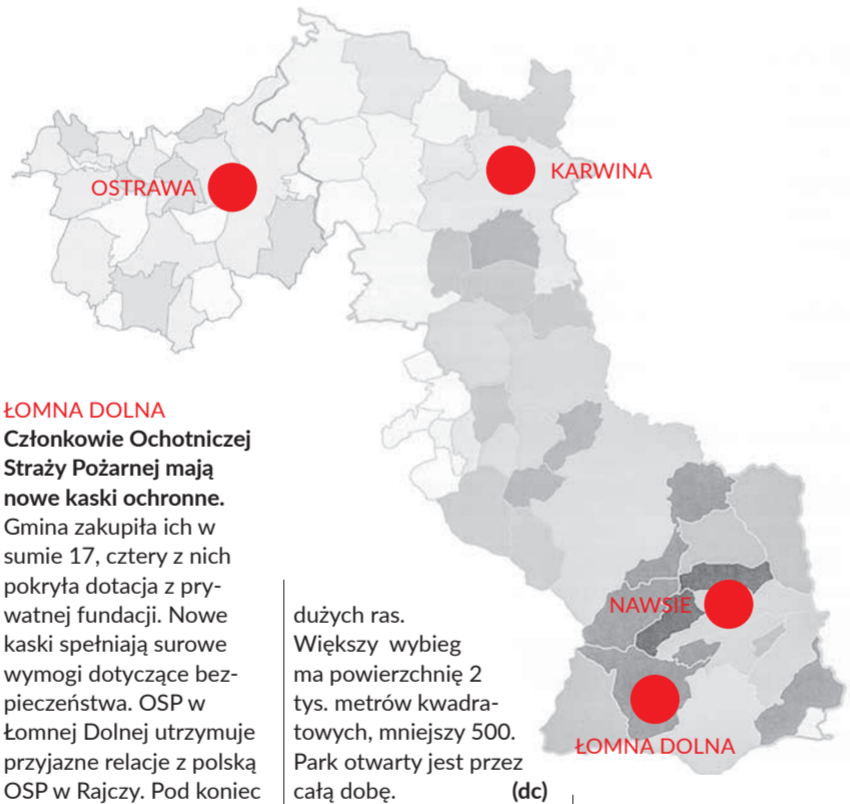 OSTRAWA
KARWINA
NAWSIE
ŁOMNA DOLNA
ŁOMNA DOLNA
Członkowie Ochotniczej
Straży Pożarnej mają
nowe kaski ochronne.
Gmina zakupiła ich w
sumie 17, cztery z nich
pokryła dotacja z pry-
watnej fundacji. Nowe
kaski spełniają surowe
wymogi dotyczące bez-
pieczeństwa. OSP w
Łomnej Dolnej utrzymuje
przyjazne relacje z polską
OSP w Rajczy. Pod koniec
dużych ras.
Większy wybieg
ma powierzchnię 2
tys. metrów kwadra-
towych, mniejszy 500.
Park otwarty jest przez
całą dobę. (dc)